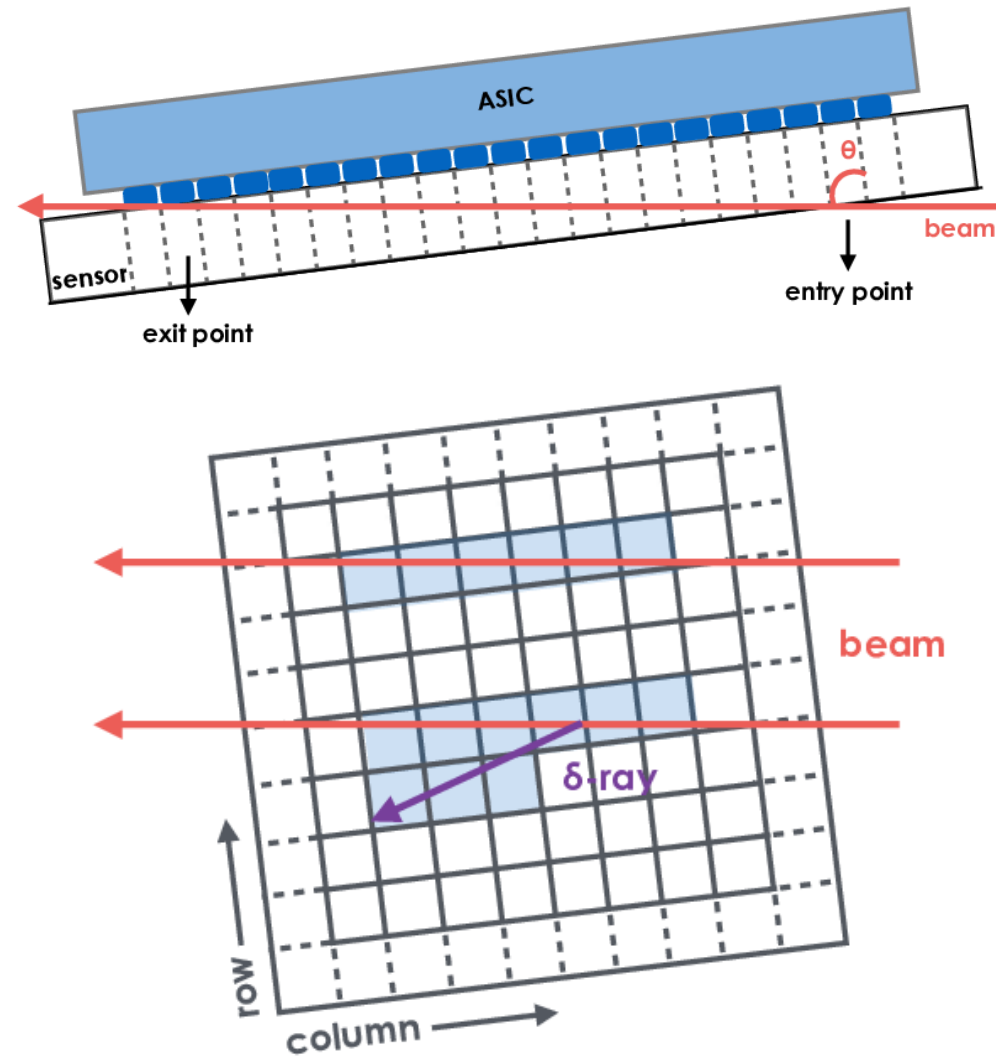 ASIC
θ
beam
sensor
entry point
exit point
beam
δ-ray
row
column